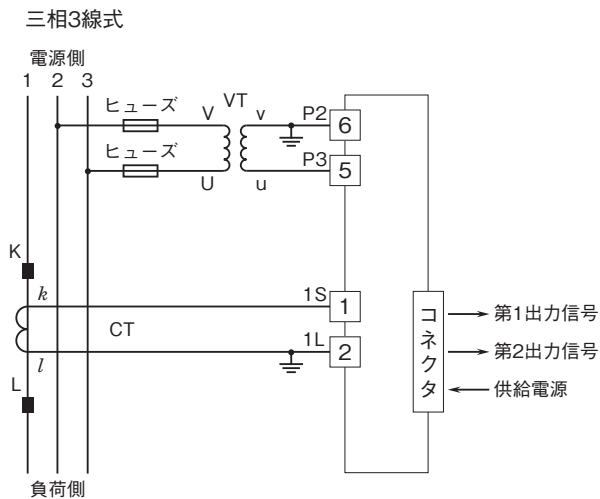 三相3線式
電源側
1 2 3
ヒューズ
V VT v P2 6
ヒューズ
U u P3 5
K
k 1S 1
CT
l 1L 2
L
コネクタ
第1出力信号
第2出力信号
供給電源
負荷側